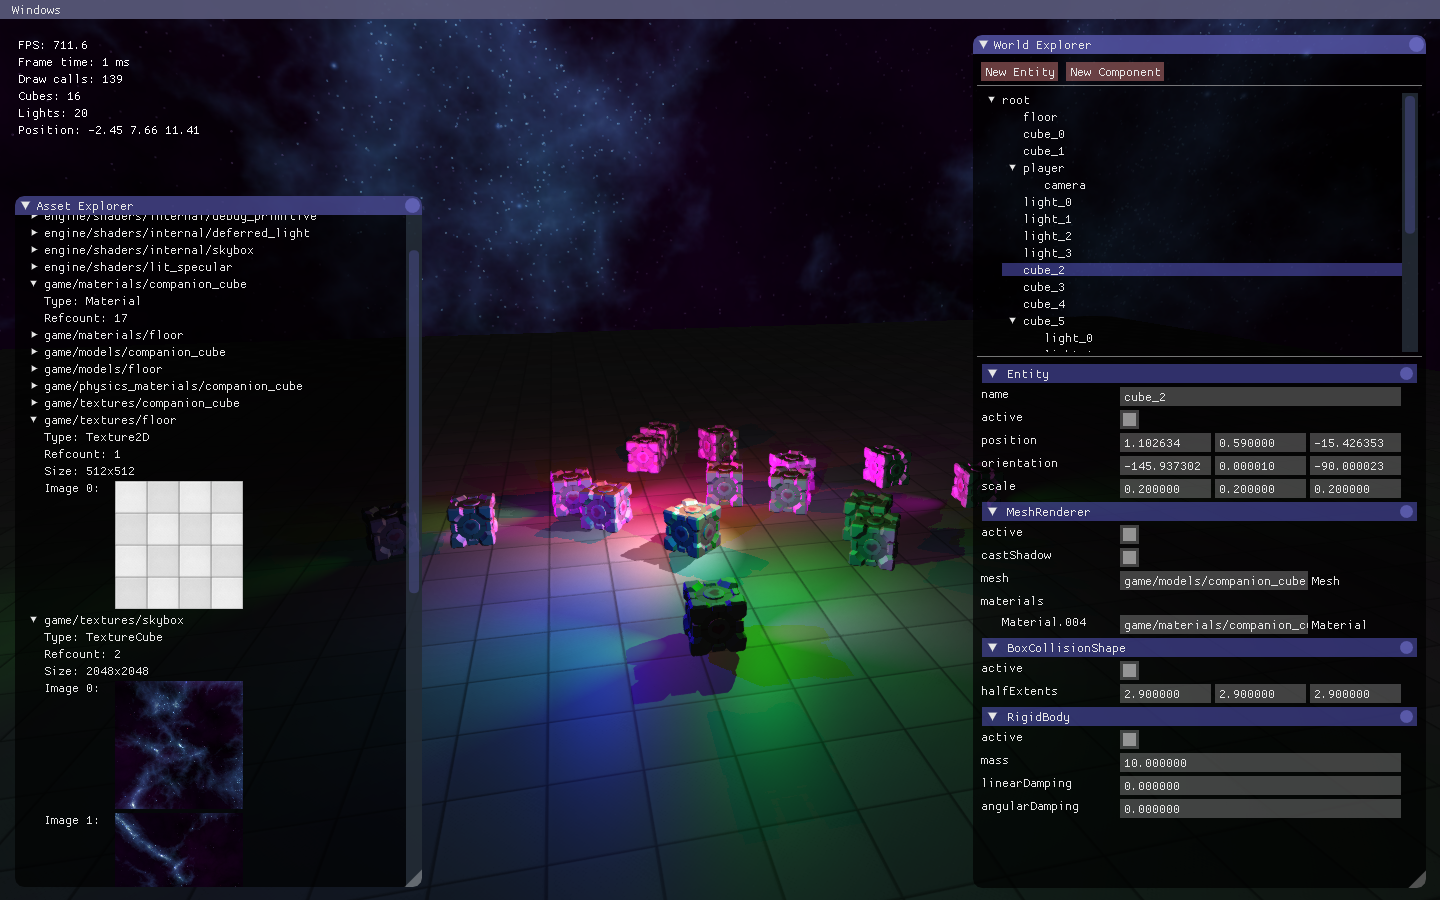 Windows
FPS: 711.6
Frame time: 1 ms
Draw calls: 139
Cubes: 16
Lights: 20
Position: -2.45 7.66 11.41
Asset Explorer
engine/shaders/internal/debug_primitive
engine/shaders/internal/deferred_light
engine/shaders/internal/skybox
engine/shaders/lit_specular
game/materials/companion_cube
Type: Material
Refcount: 17
game/materials/floor
game/models/companion_cube
game/models/floor
game/physics_materials/companion_cube
game/textures/companion_cube
game/textures/floor
Type: Texture2D
Refcount: 1
Size: 512x512
Image 0:
game/textures/skybox
Type: TextureCube
Refcount: 2
Size: 2048x2048
Image 0:
Image 1:
World Explorer
New Entity New Component
root
floor
cube_0
cube_1
player
camera
light_0
light_1
light_2
light_3
cube_2
cube_3
cube_4
cube_5
light_0
Entity
name cube_2
active
position 1.102634 0.590000 -15.426353
orientation -145.937302 0.000010 -90.000023
scale 0.200000 0.200000 0.200000
MeshRenderer
active
castShadow
mesh game/models/companion_cube Mesh
materials
Material.004 game/materials/companion_c Material
BoxCollisionShape
active
halfExtents 2.900000 2.900000 2.900000
RigidBody
active
mass 10.000000
linearDamping 0.000000
angularDamping 0.000000